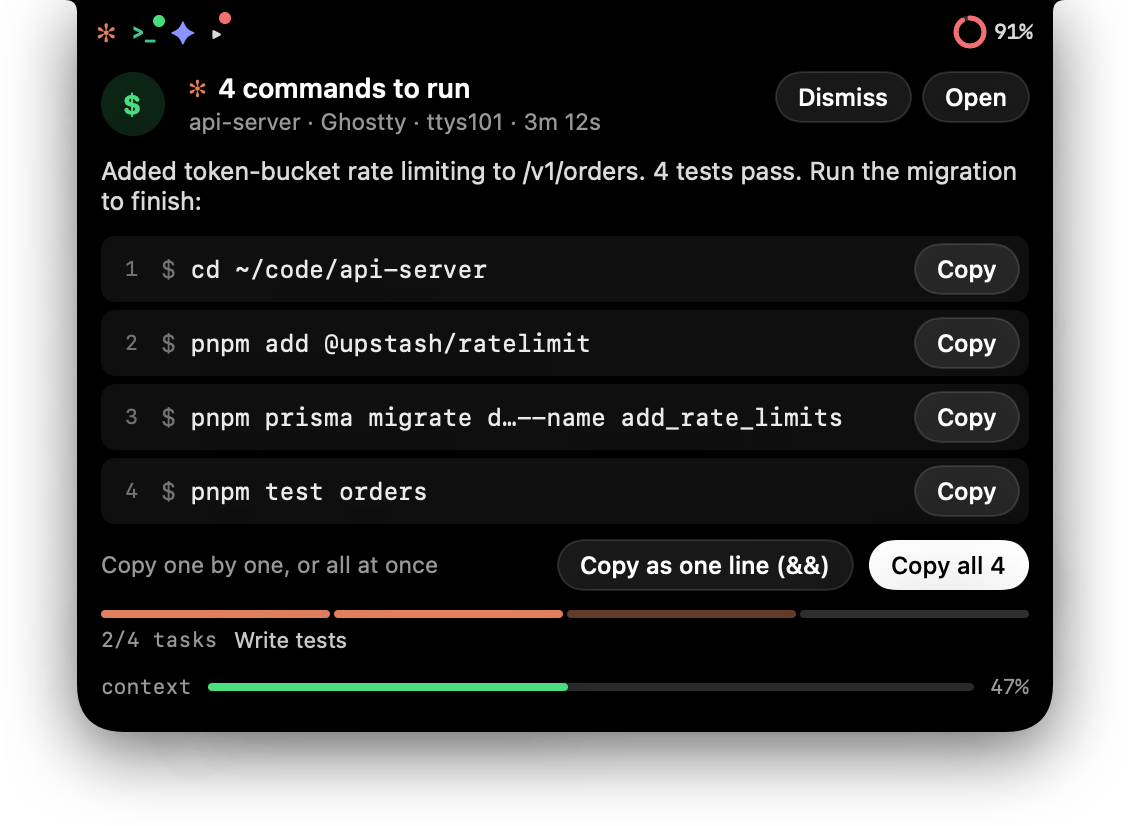 91%
$
✻ 4 commands to run
Dismiss
Open
api-server · Ghostty · ttys101 · 3m 12s
Added token-bucket rate limiting to /v1/orders. 4 tests pass. Run the migration
to finish:
1 $ cd ~/code/api-server Copy
2 $ pnpm add @upstash/ratelimit Copy
3 $ pnpm prisma migrate d…--name add_rate_limits Copy
4 $ pnpm test orders Copy
Copy one by one, or all at once
Copy as one line (&&)
Copy all 4
2/4 tasks Write tests
context 47%